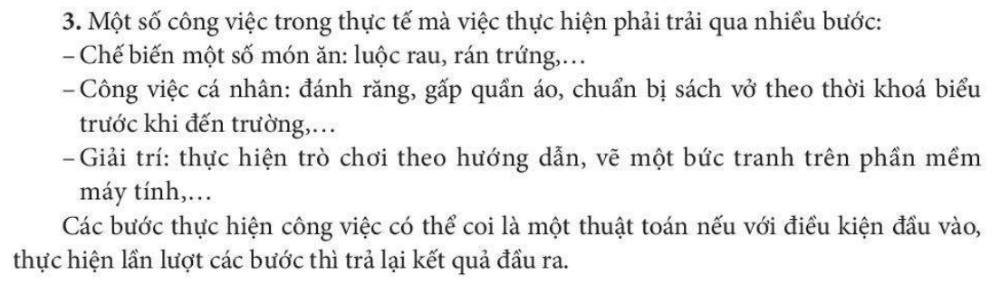 3. Một số công việc trong thực tế mà việc thực hiện phải trải qua nhiều bước:
– Chế biến một số món ăn: luộc rau, rán trứng,…
– Công việc cá nhân: đánh răng, gấp quần áo, chuẩn bị sách vở theo thời khoá biểu
trước khi đến trường,…
– Giải trí: thực hiện trò chơi theo hướng dẫn, vẽ một bức tranh trên phần mềm
máy tính,…
Các bước thực hiện công việc có thể coi là một thuật toán nếu với điều kiện đầu vào,
thực hiện lần lượt các bước thì trả lại kết quả đầu ra.